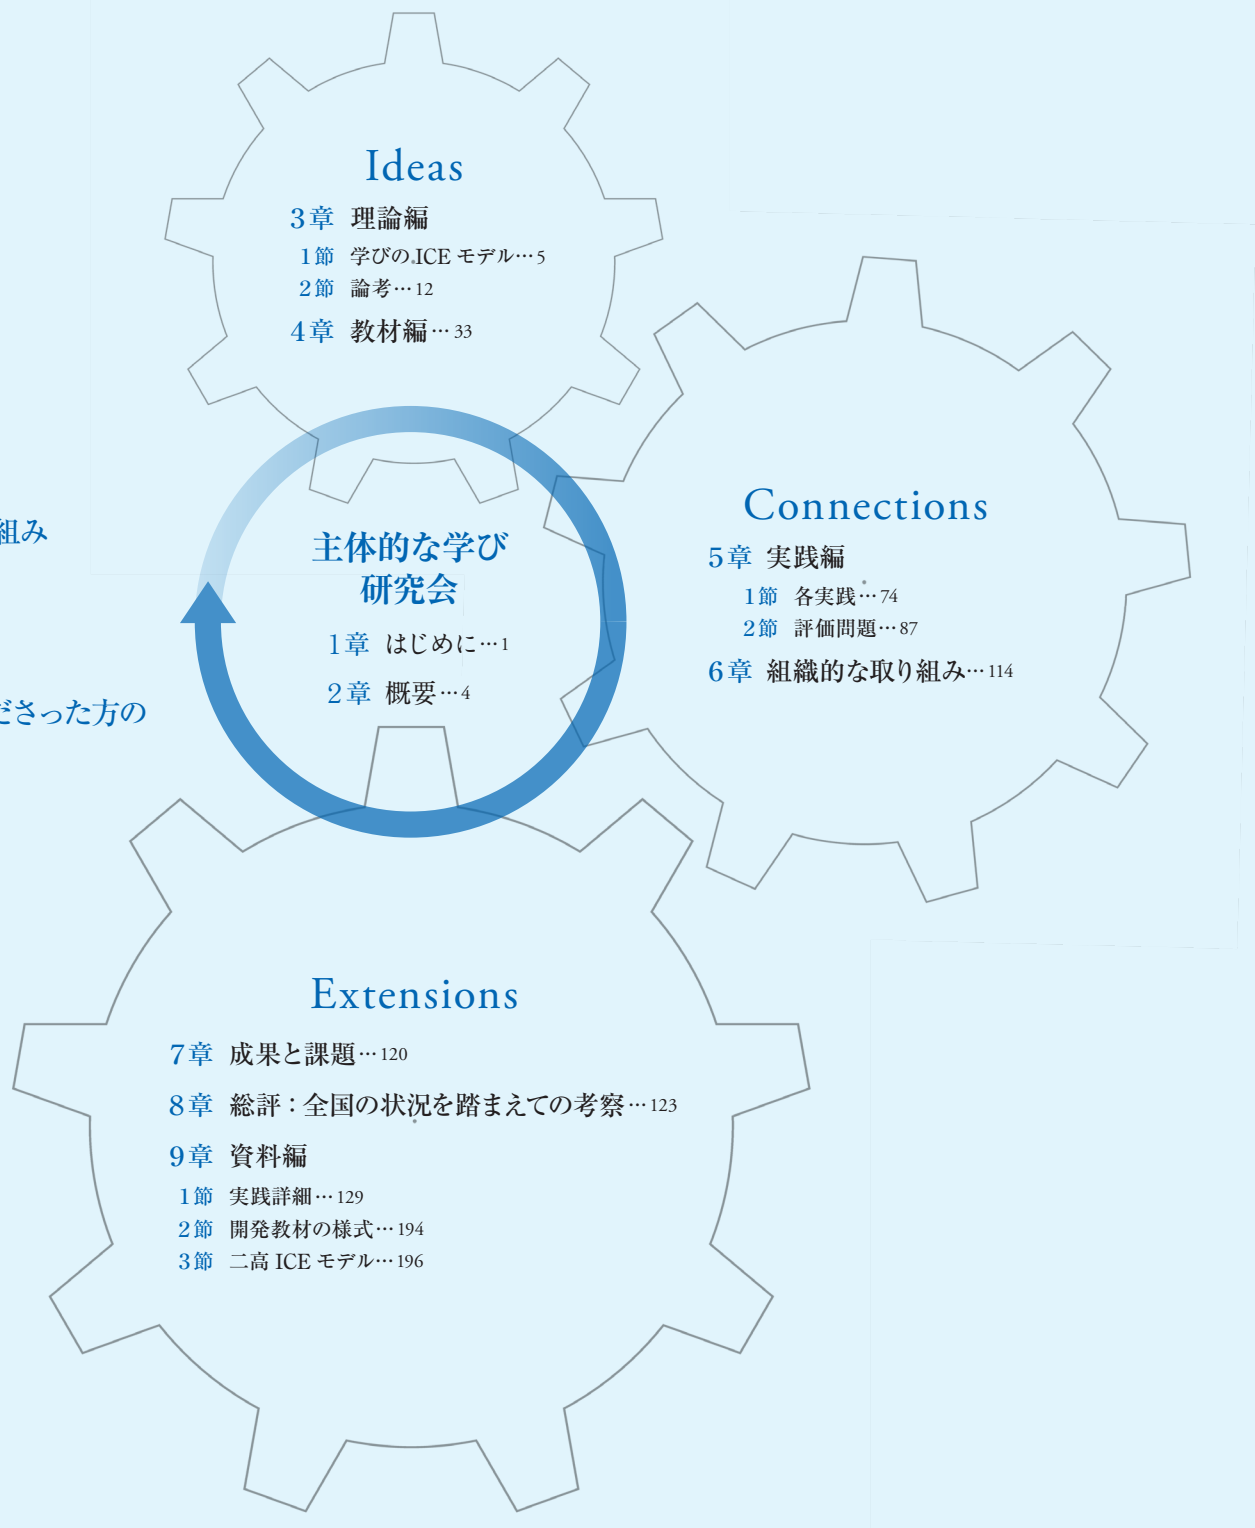 Ideas
3章 理論編
1節 学びの ICE モデル…5
2節 論考…12
4章 教材編…33
組み
ださった方の
主体的な学び
研究会
1章 はじめに…1
2章 概要…4
Connections
5章 実践編
1節 各実践…74
2節 評価問題…87
6章 組織的な取り組み…114
Extensions
7章 成果と課題…120
8章 総評：全国の状況を踏まえての考察…123
9章 資料編
1節 実践詳細…129
2節 開発教材の様式…194
3節 二高 ICE モデル…196